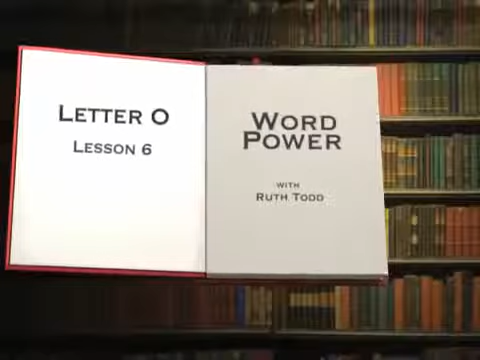 LETTER O
LESSON 6
WORD
POWER
WITH
RUTH TODD